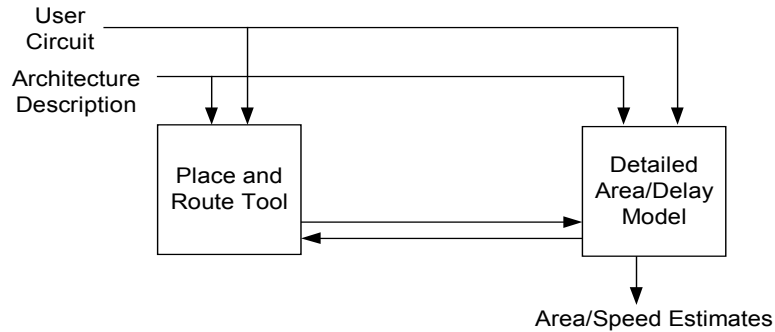 User
Circuit
Architecture
Description
Place and
Route Tool
Detailed
Area/Delay
Model
Area/Speed Estimates